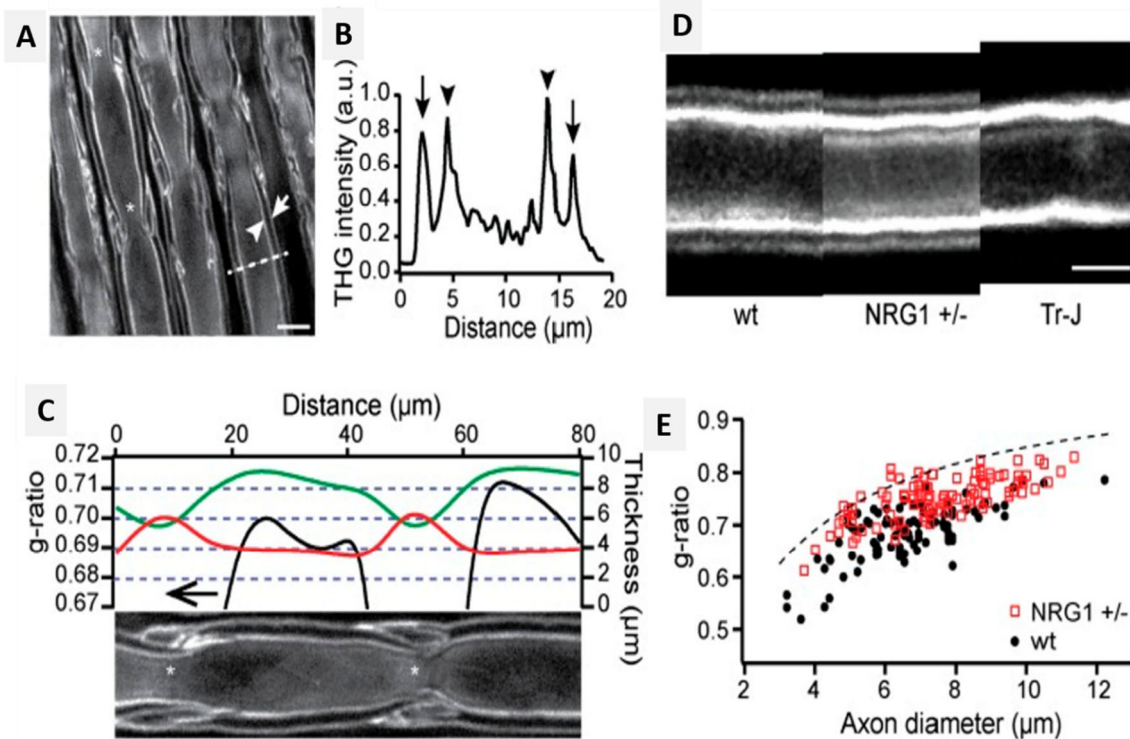 A
B
THG intensity (a.u.)
1.0
0.8
0.6
0.4
0.2
0.0
0 5 10 15 20
Distance (µm)
D
wt NRG1 +/- Tr-J
C
Distance (µm)
0 20 40 60 80
g-ratio
0.72
0.71
0.70
0.69
0.68
0.67
10
8
6
4
2
0
Thickness (µm)
* *
E
g-ratio
0.9
0.8
0.7
0.6
0.5
NRG1 +/-
wt
2 4 6 8 10 12
Axon diameter (µm)